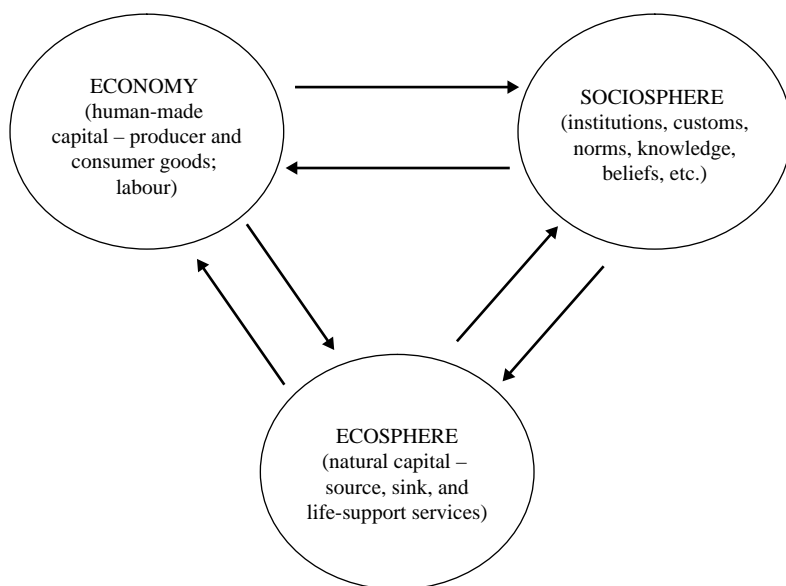 ECONOMY
(human-made
capital – producer and
consumer goods;
labour)
SOCIOSPHERE
(institutions, customs,
norms, knowledge,
beliefs, etc.)
ECOSPHERE
(natural capital –
source, sink, and
life-support services)